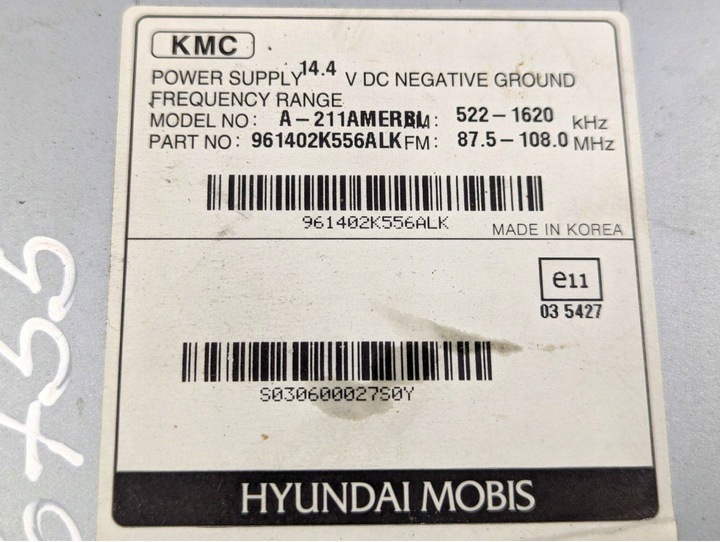 KMC
POWER SUPPLY 14.4 V DC NEGATIVE GROUND
FREQUENCY RANGE
MODEL NO: A-211AMERBL AM: 522-1620 kHz
PART NO: 961402K556ALK FM: 87.5-108.0 MHz
961402K556ALK
MADE IN KOREA
e11
03 5427
S030600027S0Y
HYUNDAI MOBIS